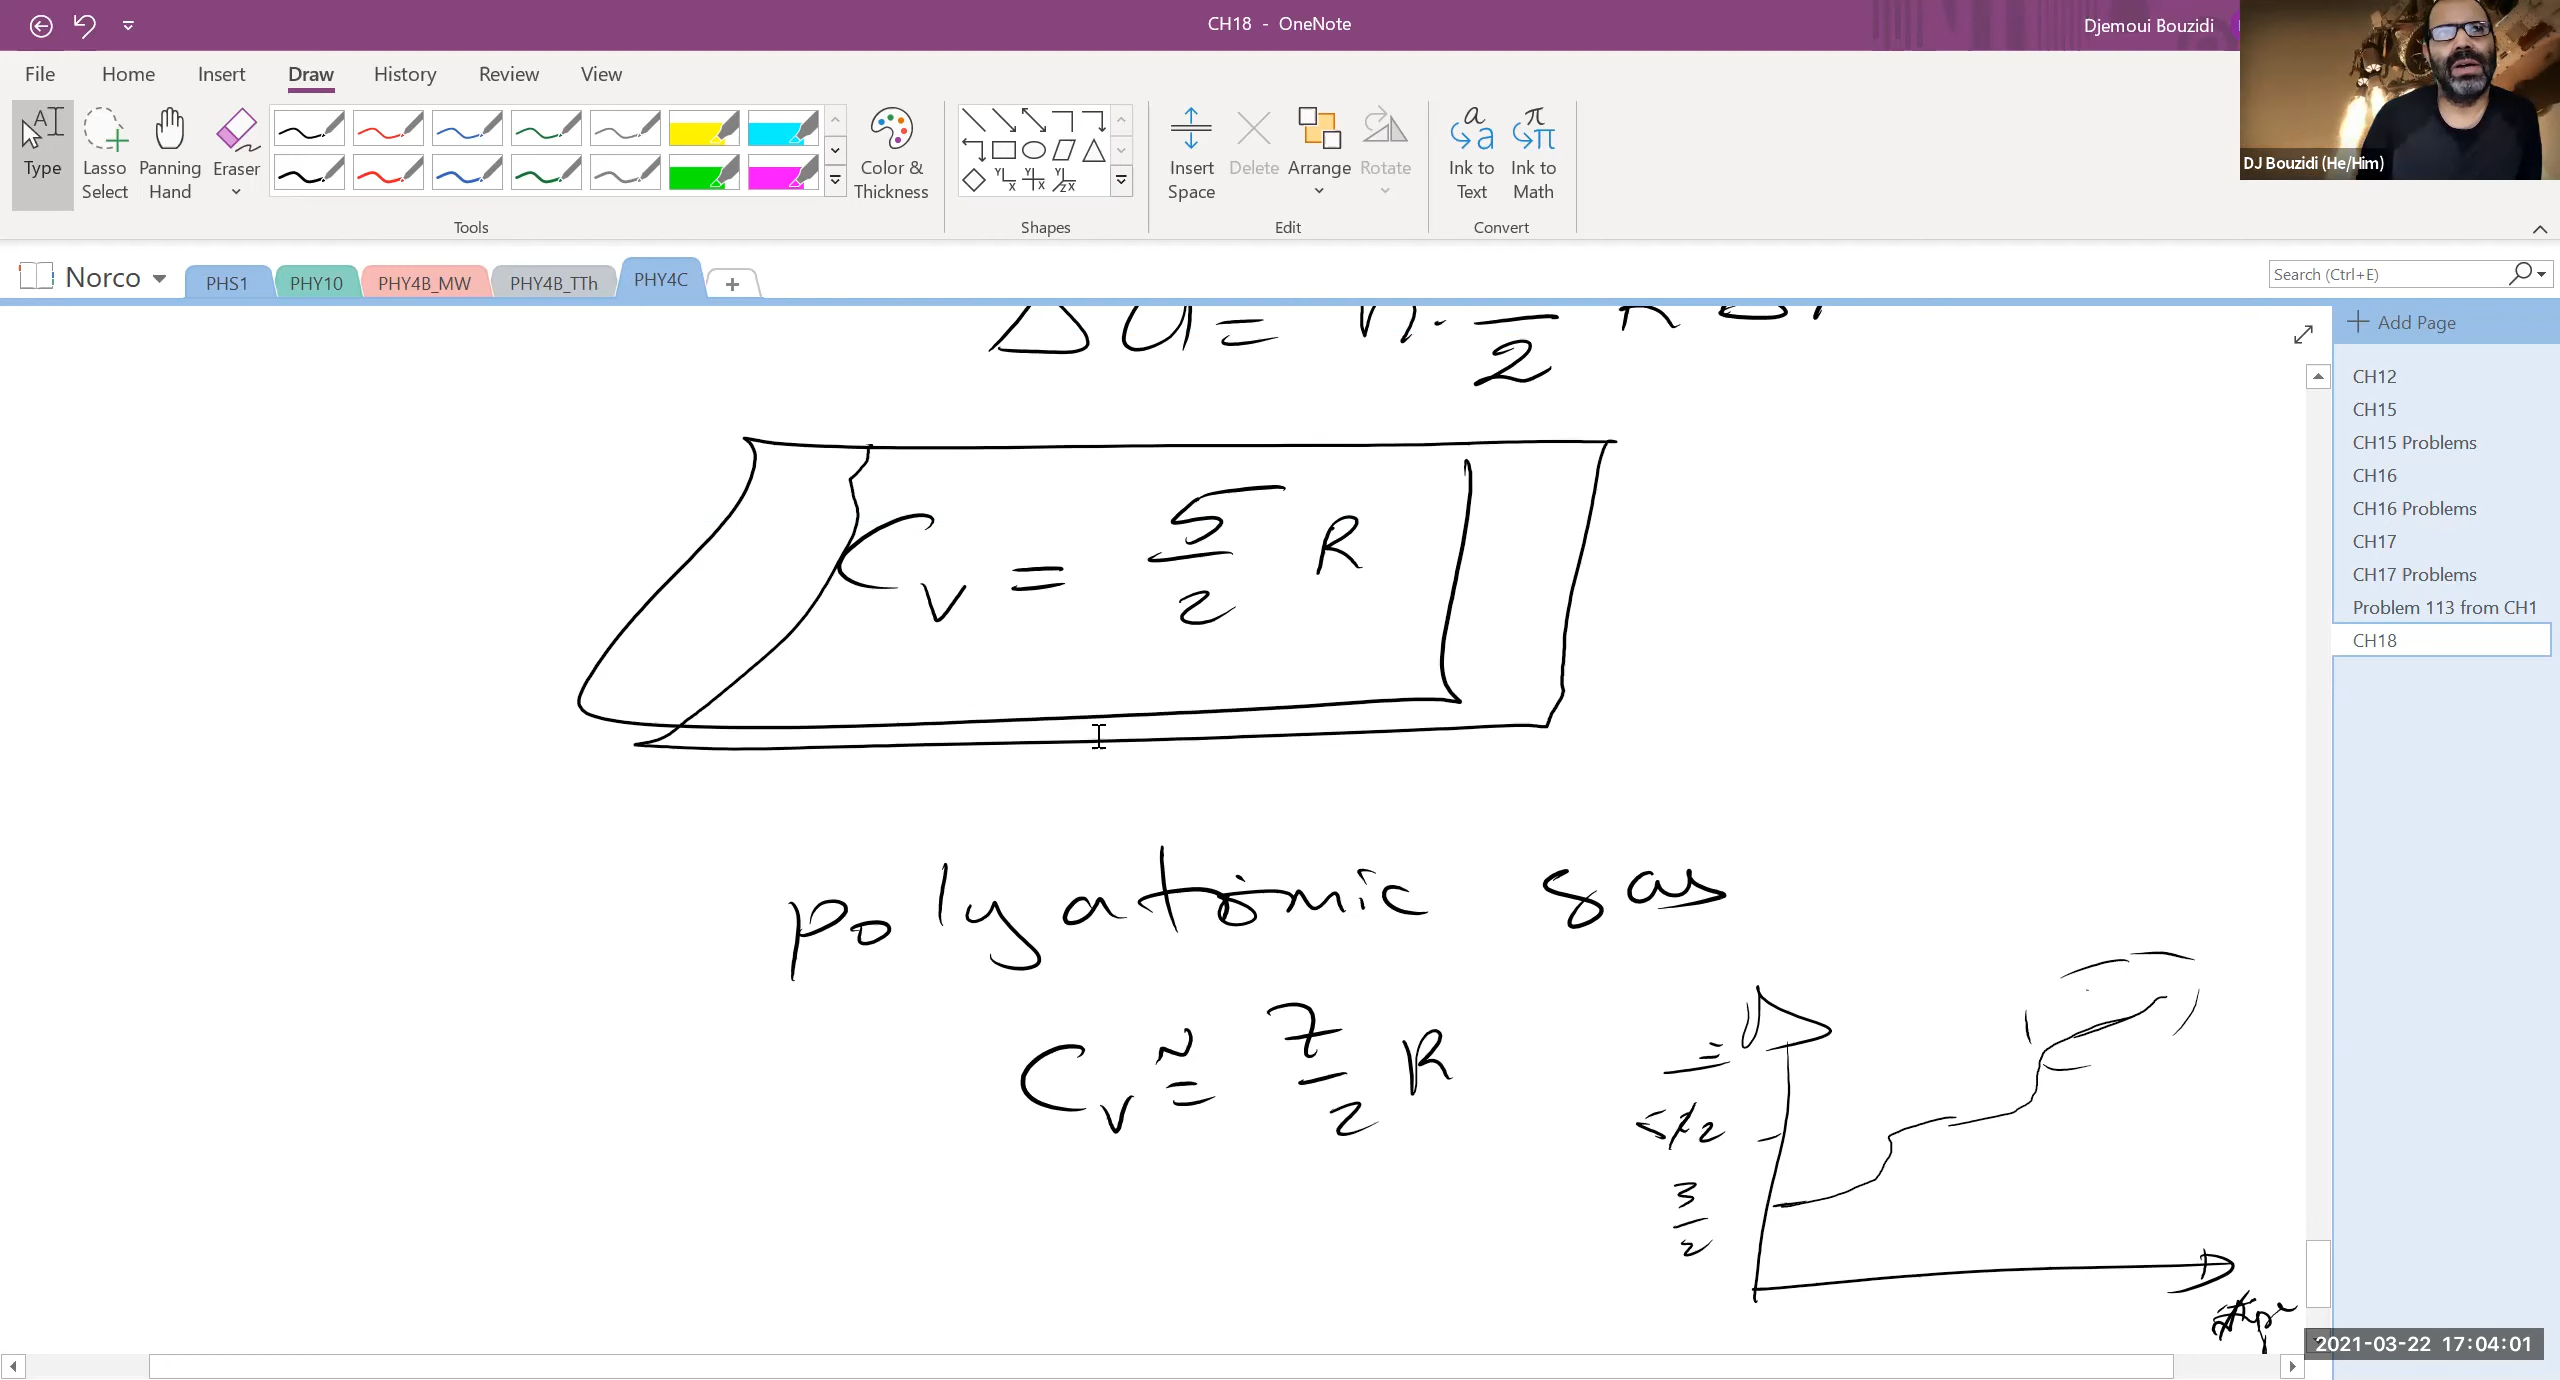 CH18 - OneNote
Djemoui Bouzidi
File Home Insert Draw History Review View
Type
Lasso Select
Panning Hand
Eraser
Color & Thickness
Insert Space
Delete
Arrange
Rotate
Ink to Text
Ink to Math
Tools
Shapes
Edit
Convert
DJ Bouzidi (He/Him)
Norco
PHS1 PHY10 PHY4B_MW PHY4B_TTh PHY4C
Search (Ctrl+E)
Add Page
CH12
CH15
CH15 Problems
CH16
CH16 Problems
CH17
CH17 Problems
Problem 113 from CH1
CH18
ΔU = n · /2 R ΔT
Cv = 5/2 R
polyatomic gas
Cv ≅ 7/2 R
5/2
3/2
2021-03-22 17:04:01